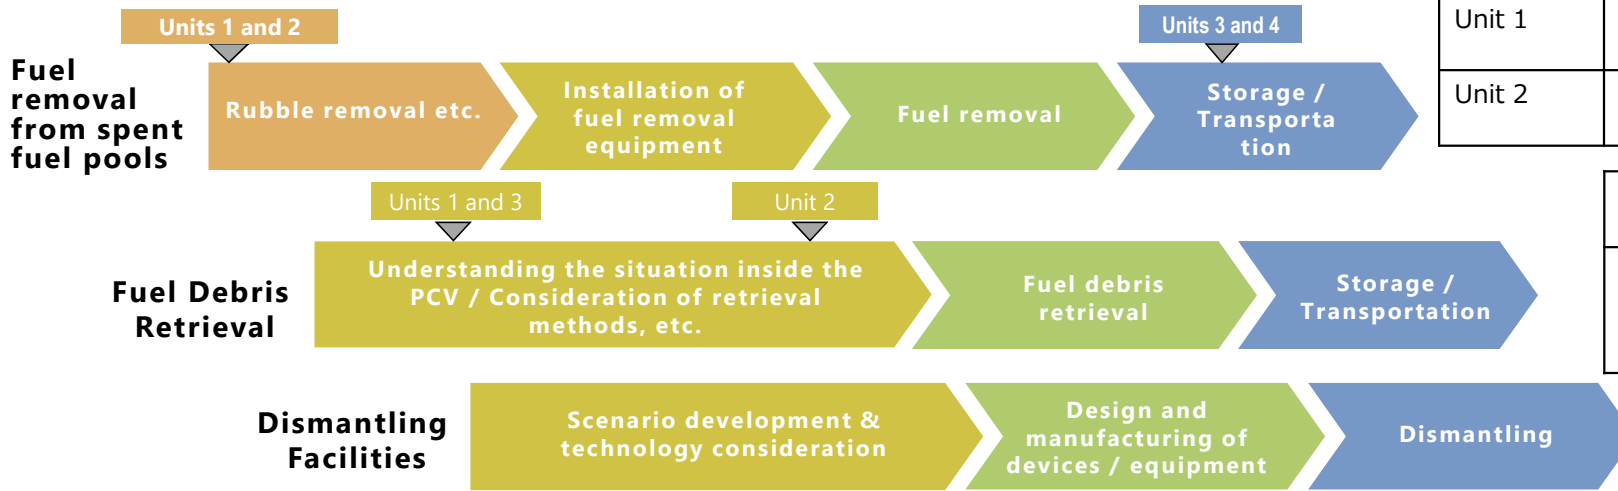 Units 1 and 2
Units 3 and 4
Fuel
removal
from spent
fuel pools
Rubble removal etc.
Installation of
fuel removal
equipment
Fuel removal
Storage /
Transporta
tion
Unit 1
Unit 2
Units 1 and 3
Unit 2
Fuel Debris
Retrieval
Understanding the situation inside the
PCV / Consideration of retrieval
methods, etc.
Fuel debris
retrieval
Storage /
Transportation
Dismantling
Facilities
Scenario development &
technology consideration
Design and
manufacturing of
devices / equipment
Dismantling